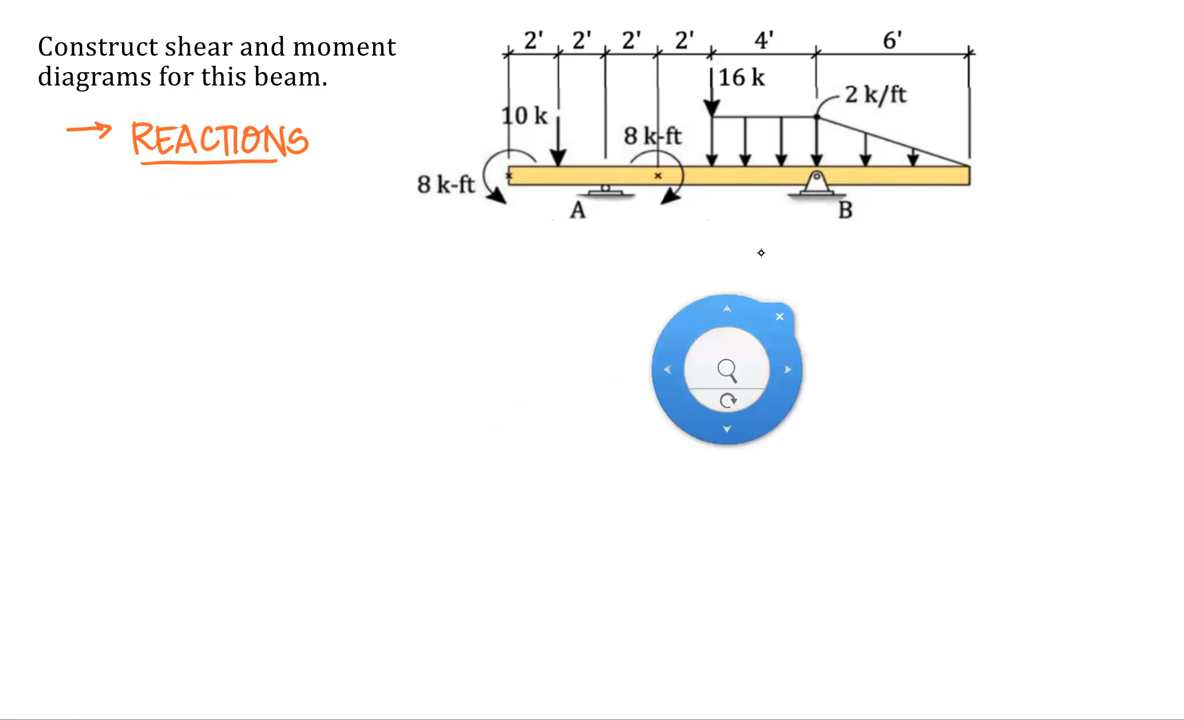 Construct shear and moment
diagrams for this beam.
→ REACTIONS
2' 2' 2' 2' 4' 6'
16 k
2 k/ft
10 k
8 k-ft
8 k-ft
A
B